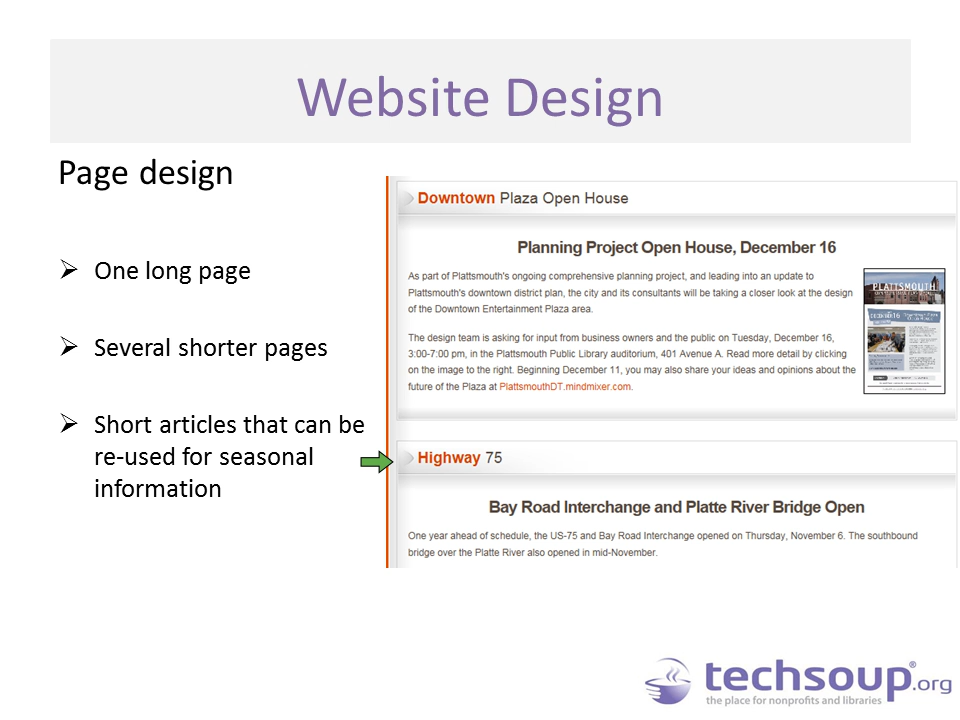 Website Design
Page design
One long page
Several shorter pages
Short articles that can be
re-used for seasonal
information
Downtown Plaza Open House
Planning Project Open House, December 16
As part of Plattsmouth's ongoing comprehensive planning project, and leading into an update to
Plattsmouth's downtown district plan, the city and its consultants will be taking a closer look at the design
of the Downtown Entertainment Plaza area.
The design team is asking for input from business owners and the public on Tuesday, December 16,
3:00-7:00 pm, in the Plattsmouth Public Library auditorium, 401 Avenue A. Read more detail by clicking
on the image to the right. Beginning December 11, you may also share your ideas and opinions about the
future of the Plaza at PlattsmouthDT.mindmixer.com.
PLATTSMOUTH
Highway 75
Bay Road Interchange and Platte River Bridge Open
One year ahead of schedule, the US-75 and Bay Road Interchange opened on Thursday, November 6. The southbound
bridge over the Platte River also opened in mid-November.
techsoup®.org
the place for nonprofits and libraries